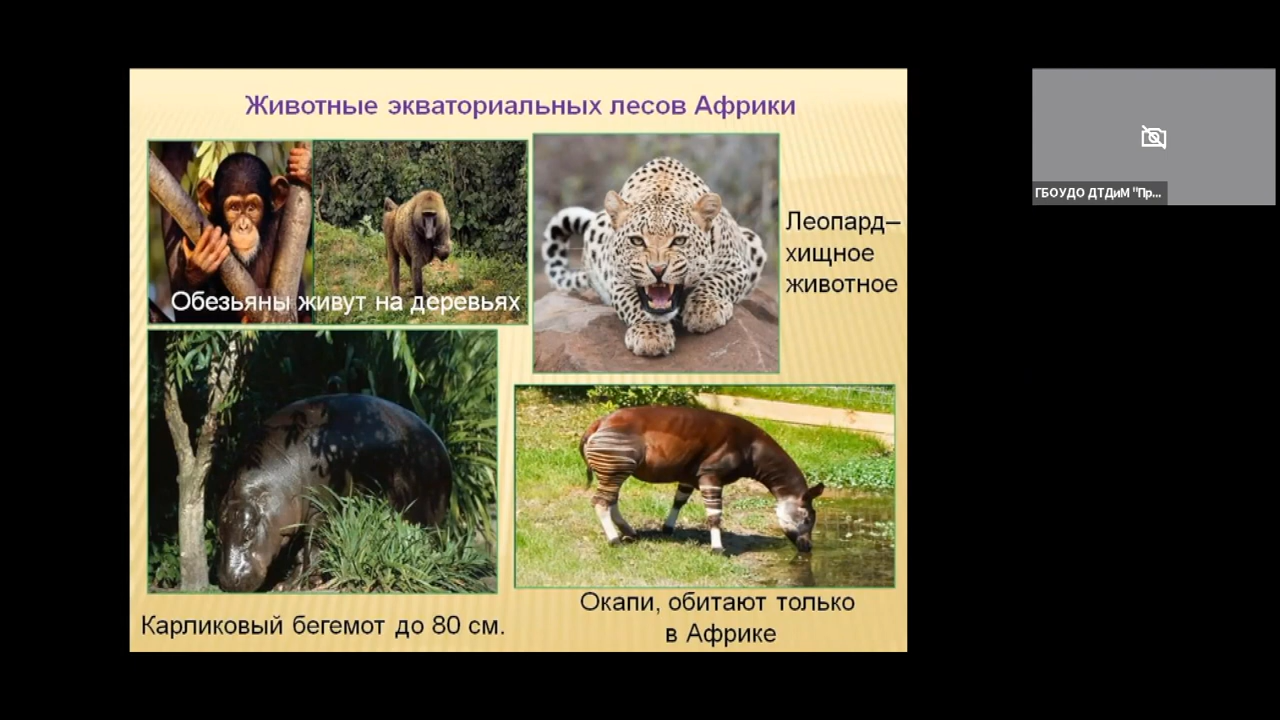 Животные экваториальных лесов Африки
Обезьяны живут на деревьях
Леопард–
хищное
животное
Карликовый бегемот до 80 см.
Окапи, обитают только
в Африке
ГБОУДО ДТДиМ "Пр...